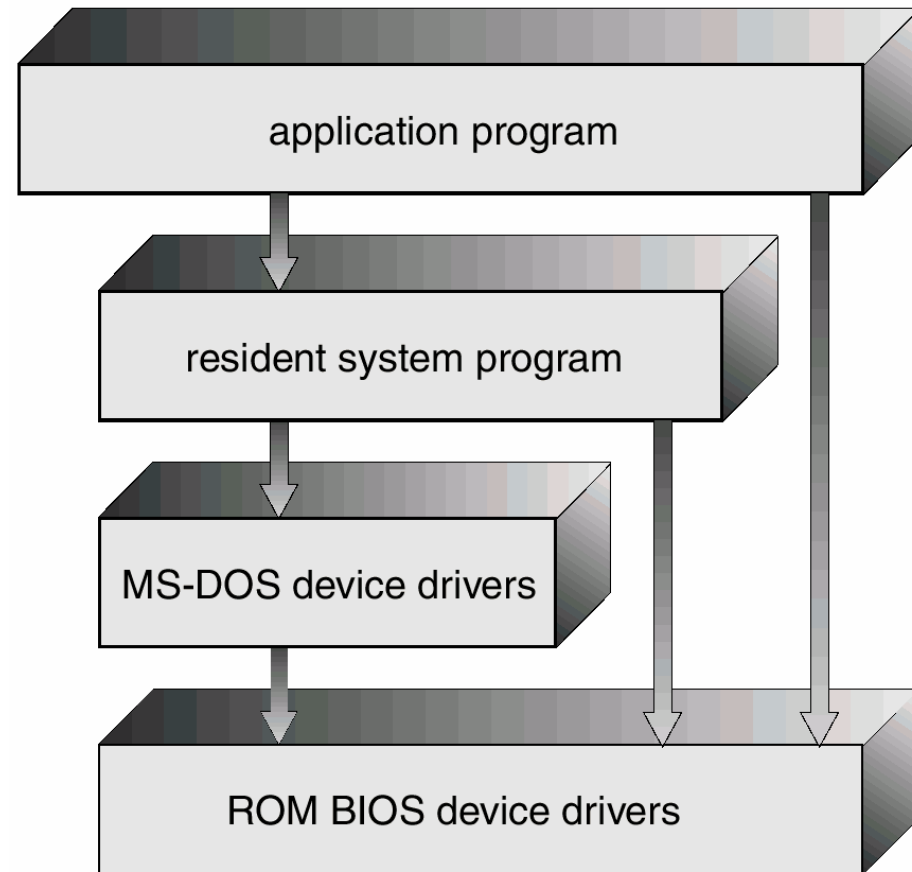 application program
resident system program
MS-DOS device drivers
ROM BIOS device drivers